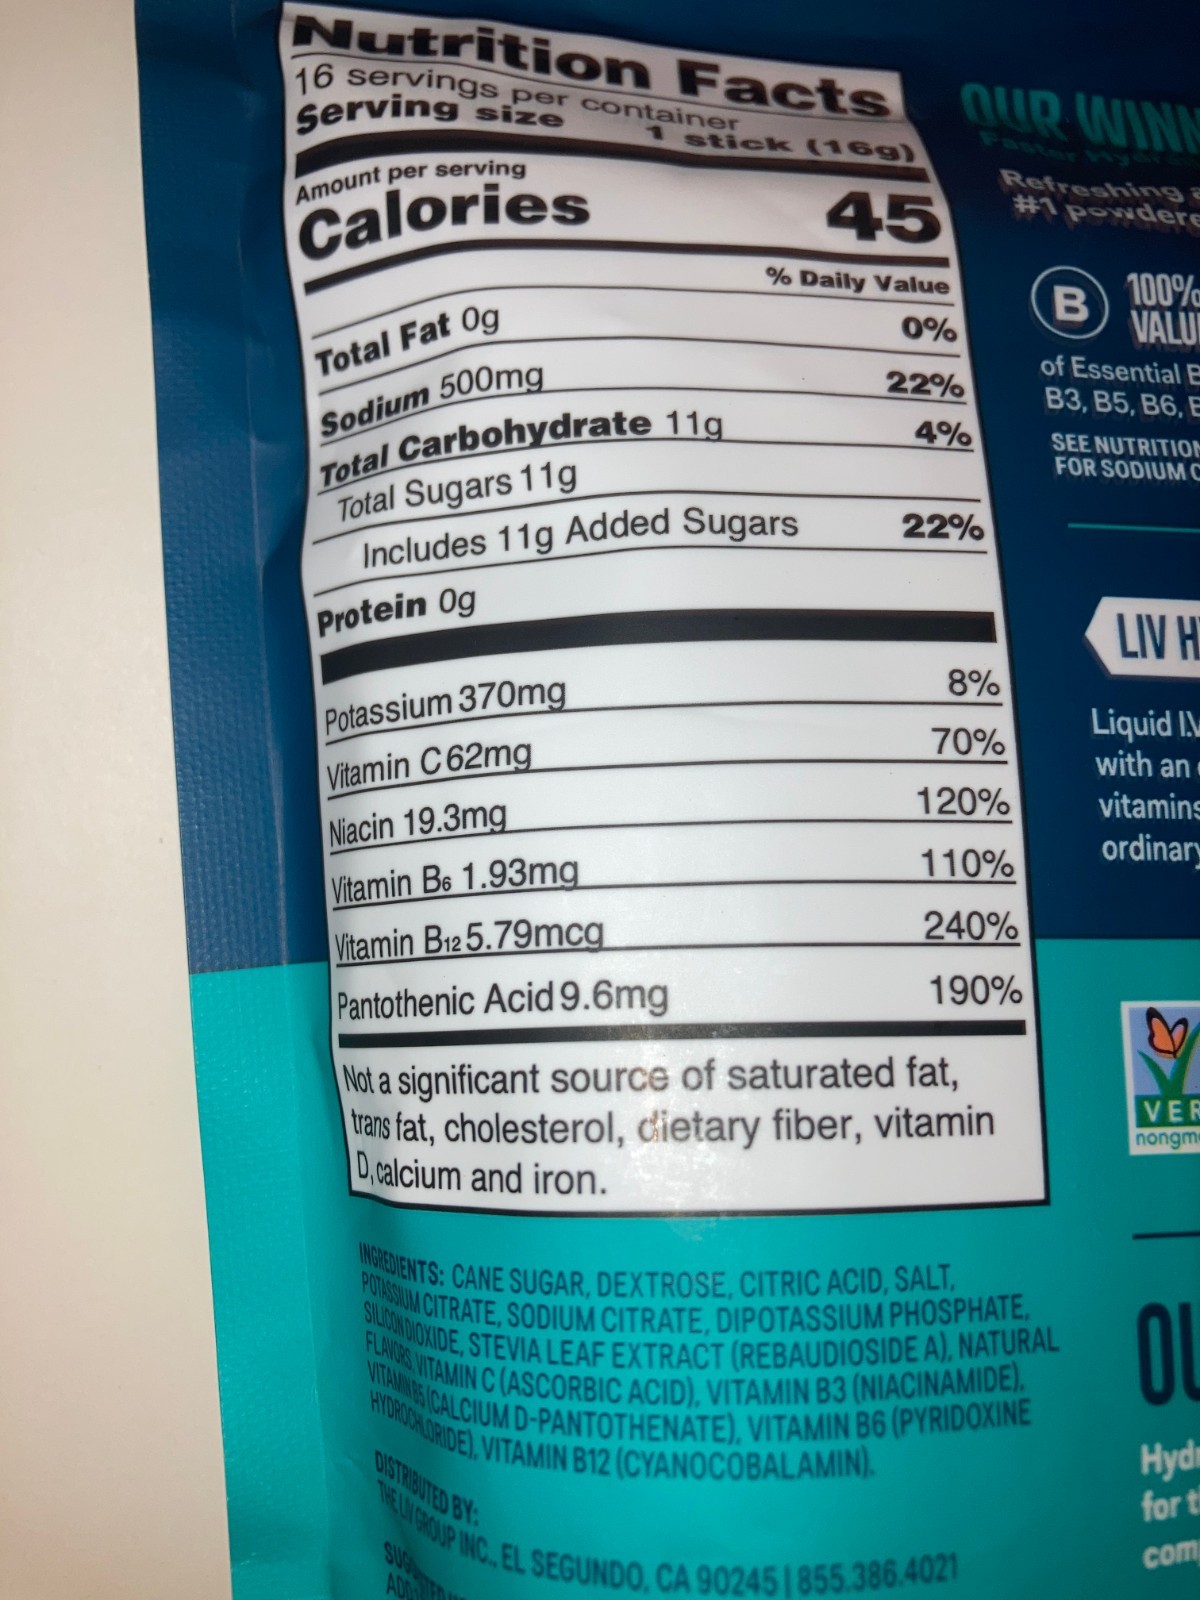 Nutrition Facts
16 servings per container
Serving size 1 stick (16g)
Amount per serving
Calories 45
% Daily Value
Total Fat 0g 0%
Sodium 500mg 22%
Total Carbohydrate 11g 4%
Total Sugars 11g
Includes 11g Added Sugars 22%
Protein 0g
Potassium 370mg 8%
Vitamin C 62mg 70%
Niacin 19.3mg 120%
Vitamin B6 1.93mg 110%
Vitamin B12 5.79mcg 240%
Pantothenic Acid 9.6mg 190%
Not a significant source of saturated fat,
trans fat, cholesterol, dietary fiber, vitamin
D, calcium and iron.
INGREDIENTS: CANE SUGAR, DEXTROSE, CITRIC ACID, SALT,
POTASSIUM CITRATE, SODIUM CITRATE, DIPOTASSIUM PHOSPHATE,
SILICON DIOXIDE, STEVIA LEAF EXTRACT (REBAUDIOSIDE A), NATURAL
FLAVORS, VITAMIN C (ASCORBIC ACID), VITAMIN B3 (NIACINAMIDE),
VITAMIN B5 (CALCIUM D-PANTOTHENATE), VITAMIN B6 (PYRIDOXINE
HYDROCHLORIDE), VITAMIN B12 (CYANOCOBALAMIN).
DISTRIBUTED BY:
THE LIV GROUP INC., EL SEGUNDO, CA 90245 | 855.386.4021
OUR
Faster
Refreshing
#1
B
100%
of Essential
B3, B5, B6,
SEE NUTRITION
FOR SODIUM
LIV
Liquid
with an
vitamins
ordinary
for